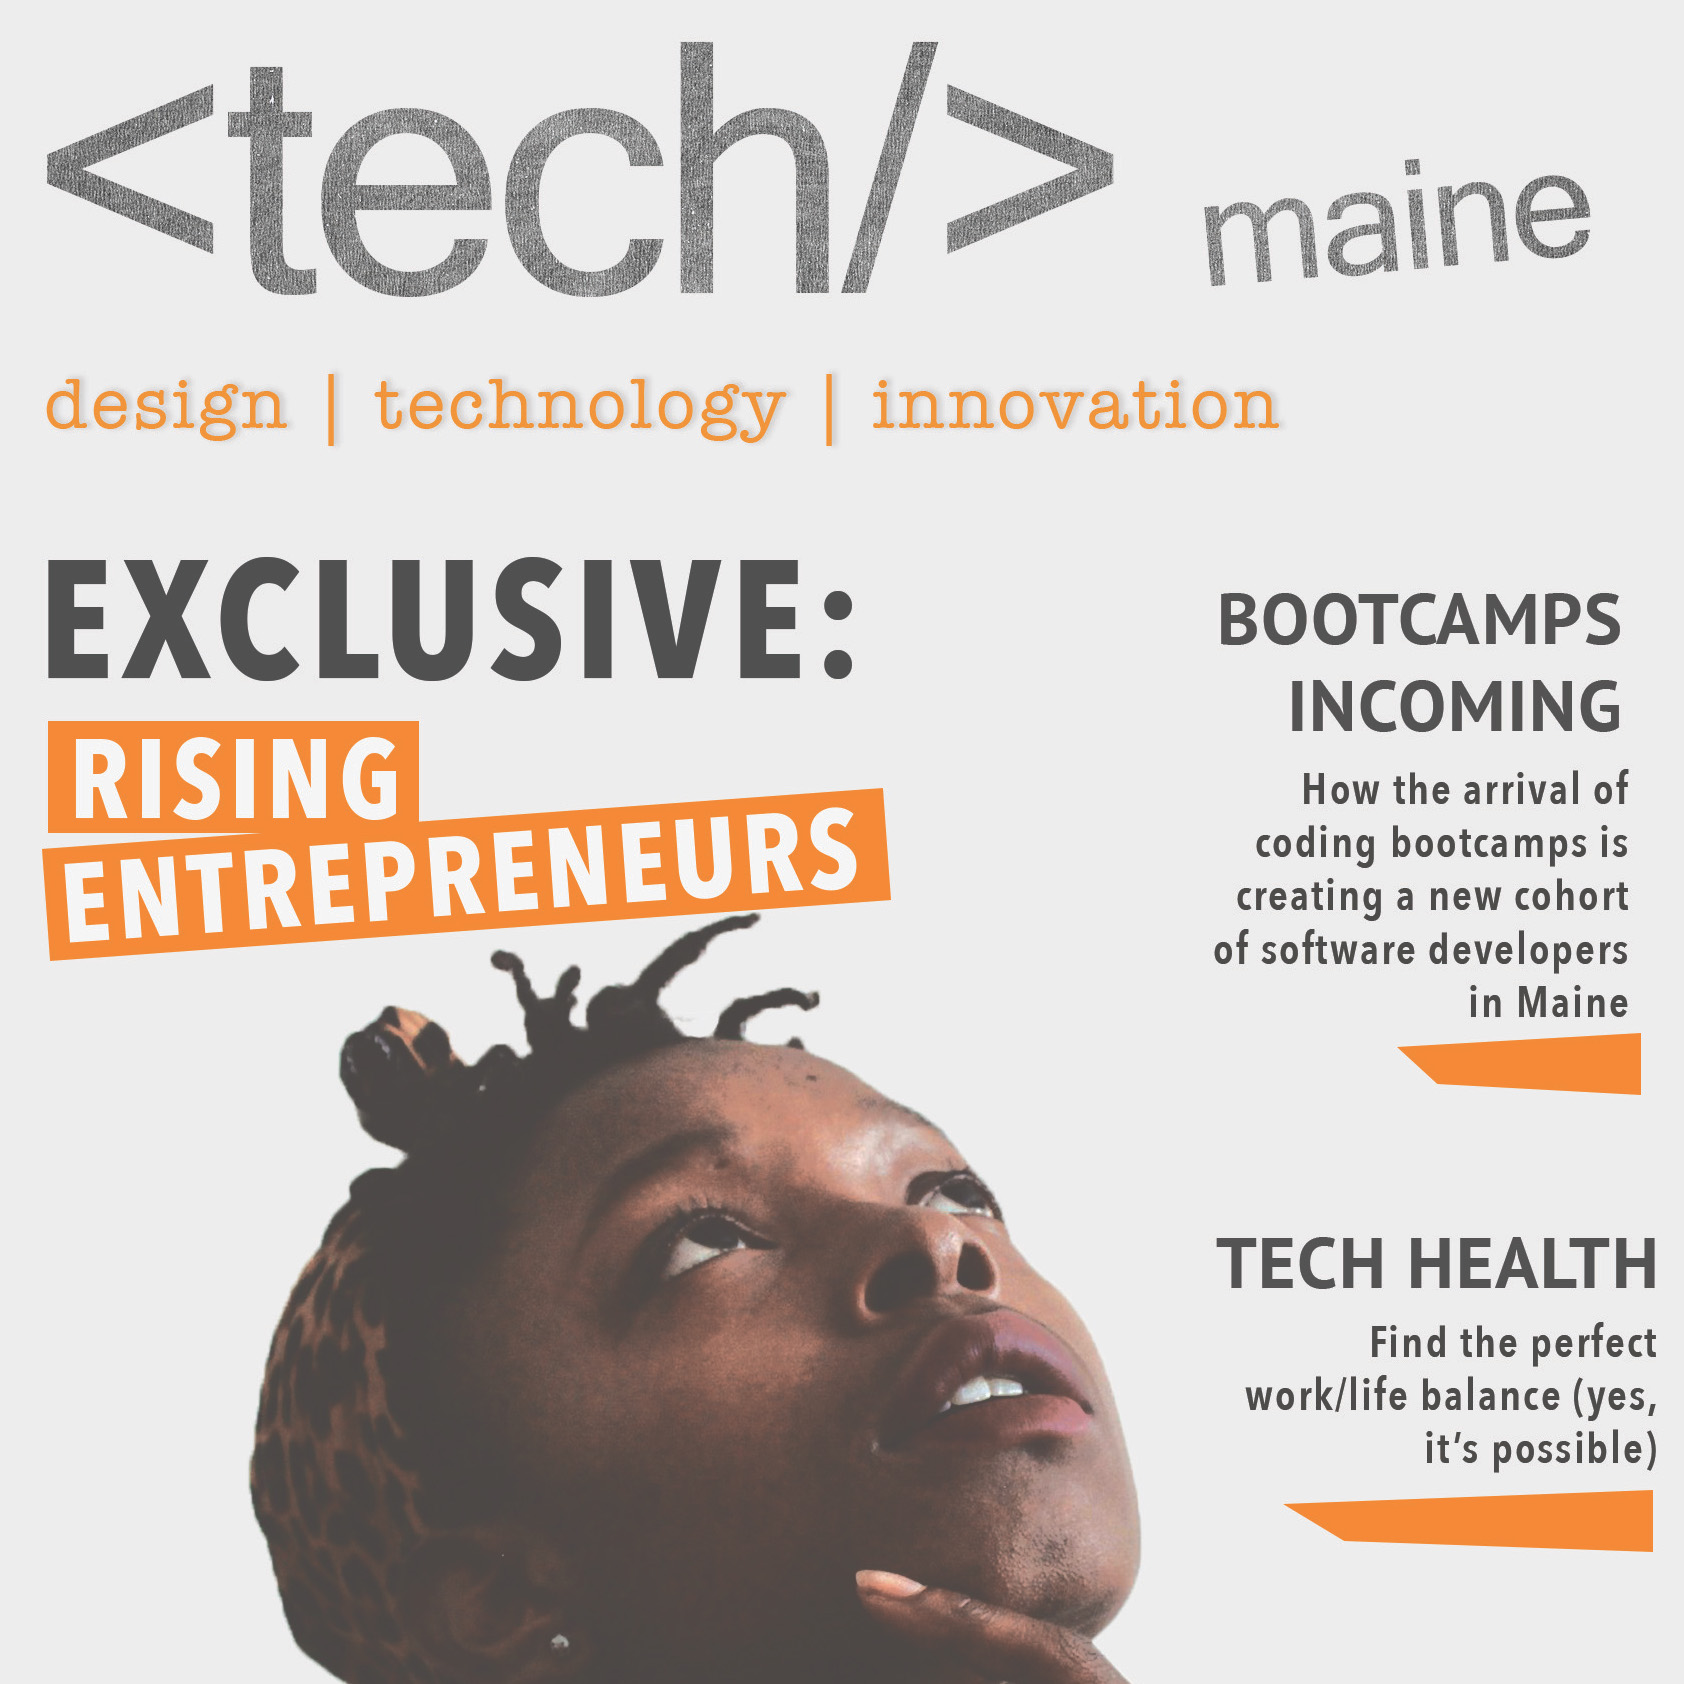 <tech/> maine
design | technology | innovation
EXCLUSIVE:
RISING
ENTREPRENEURS
BOOTCAMPS
INCOMING
How the arrival of
coding bootcamps is
creating a new cohort
of software developers
in Maine
TECH HEALTH
Find the perfect
work/life balance (yes,
it’s possible)